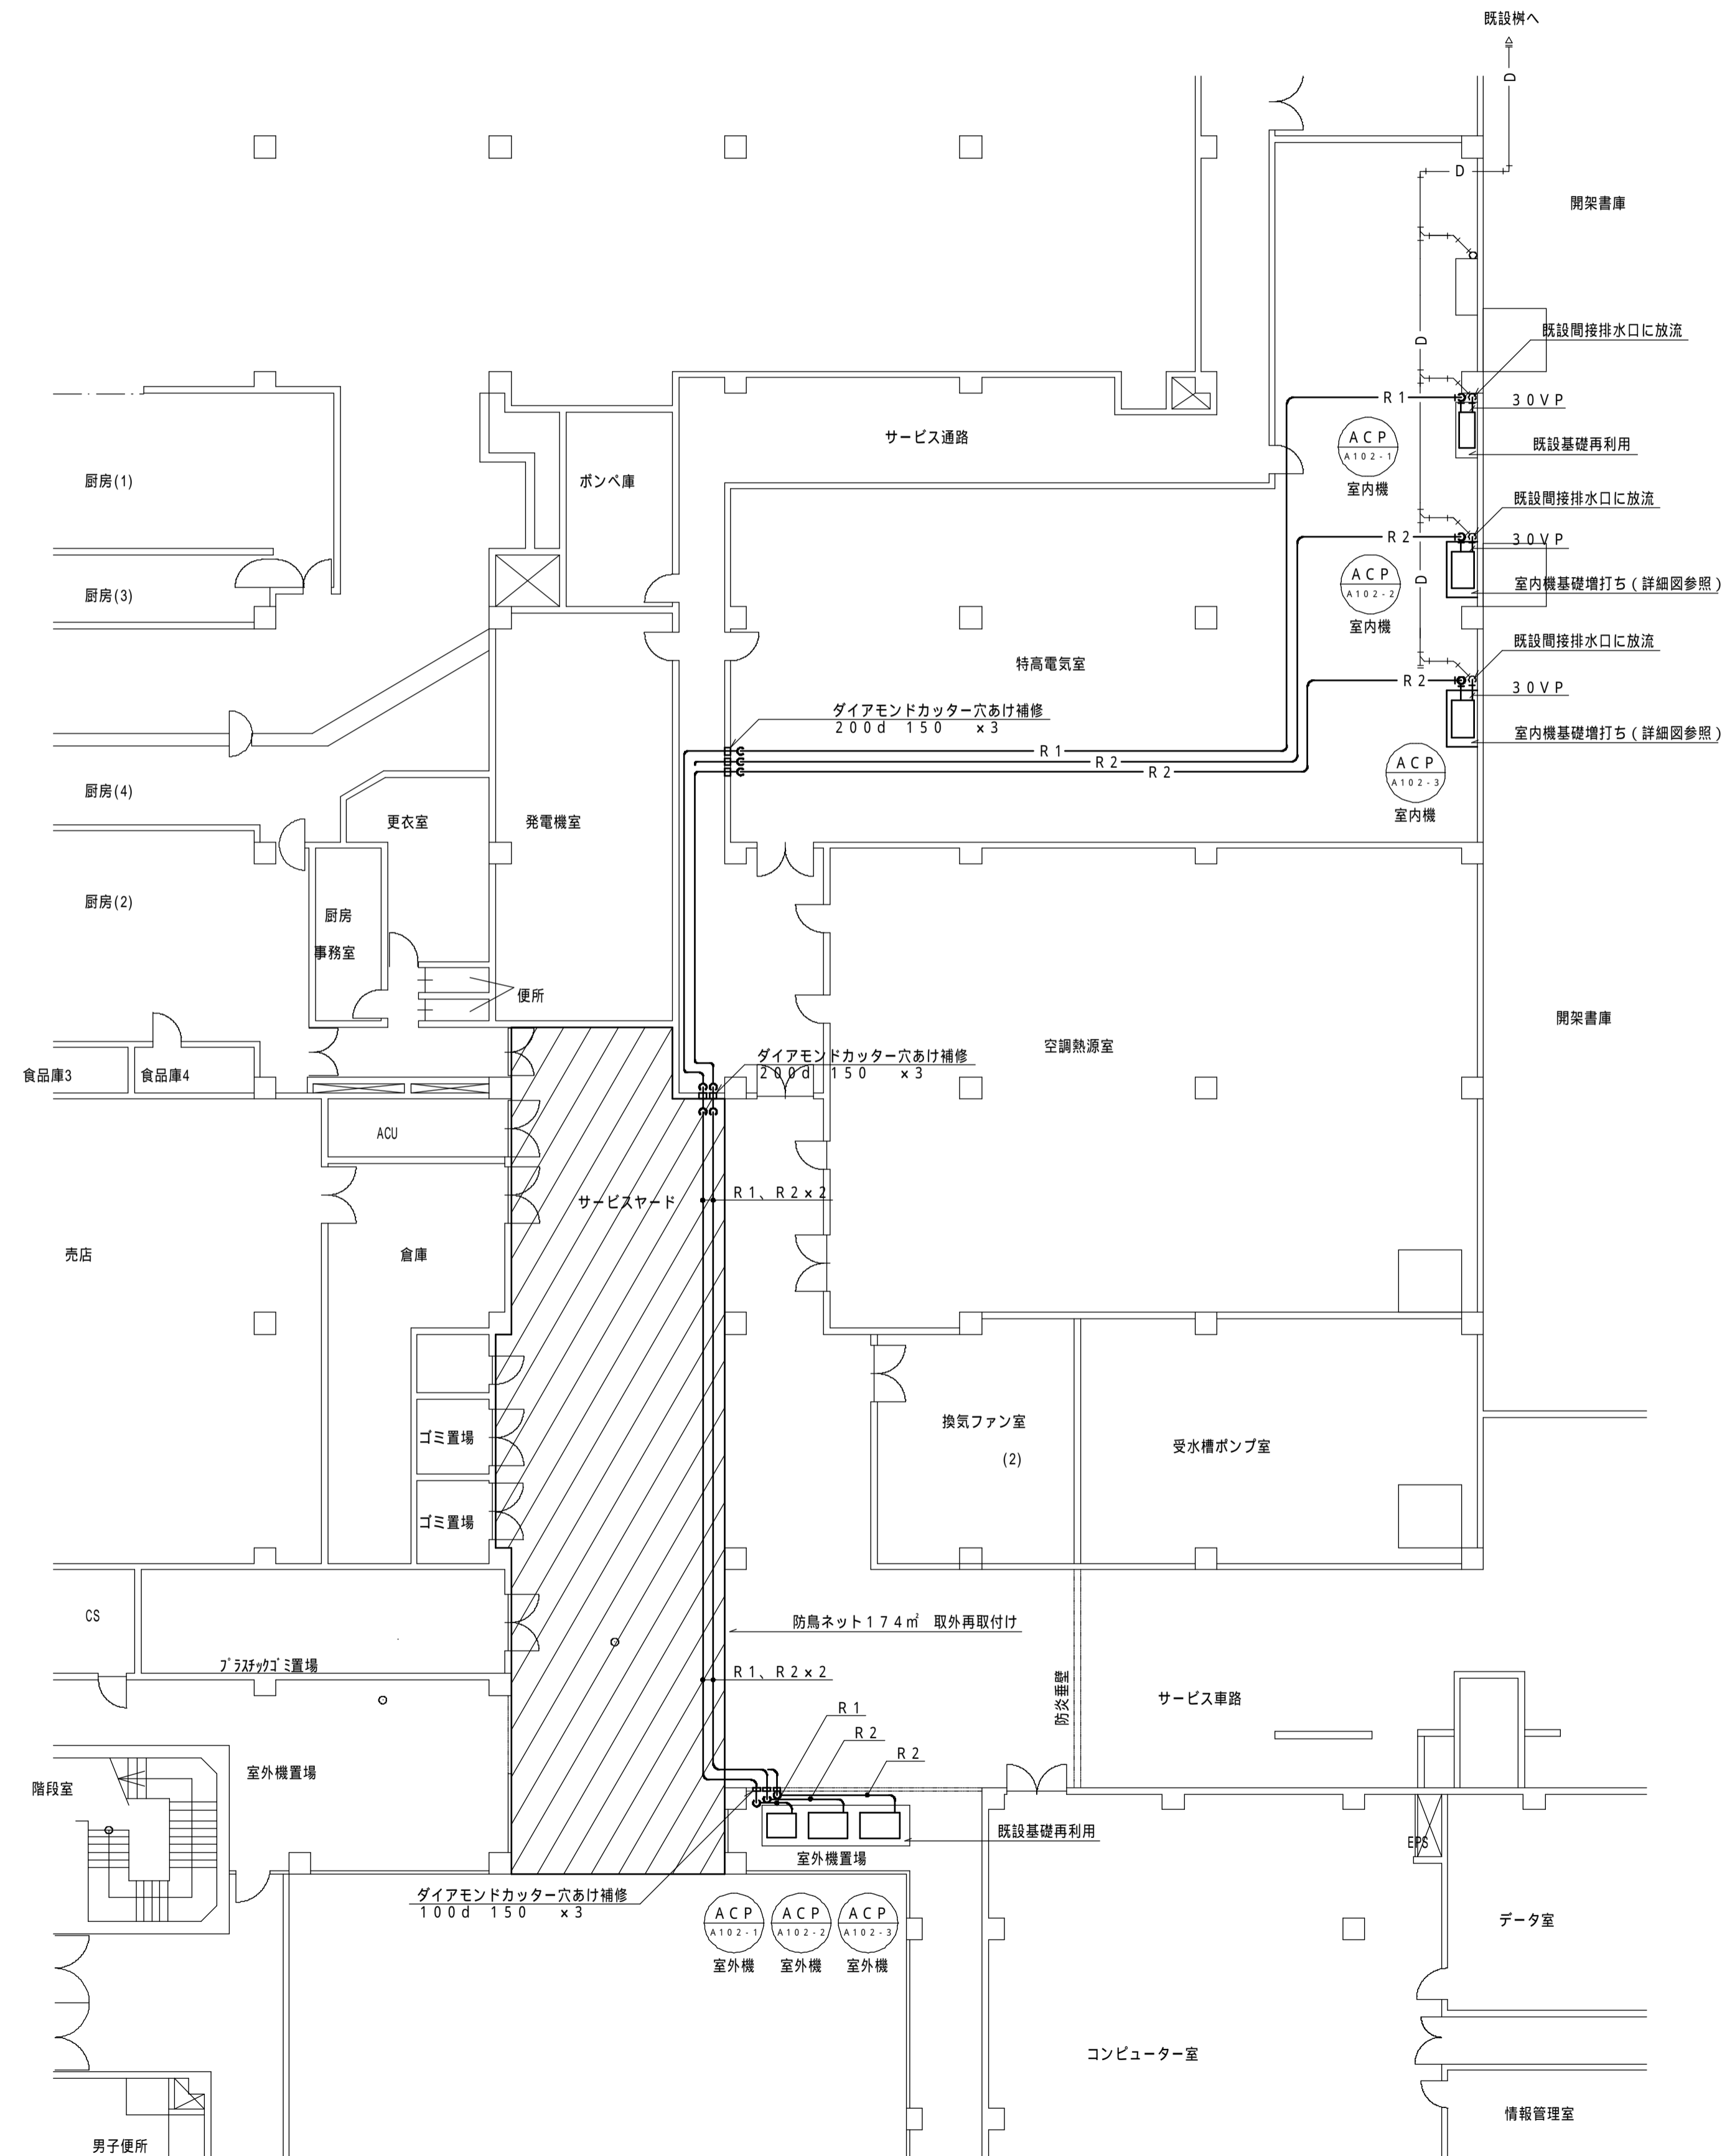 既設桝へ
D
D
開架書庫
既設間接排水口に放流
D
R1
30VP
ACP
A102-1
室内機
既設基礎再利用
サービス通路
厨房(1)
ボンベ庫
既設間接排水口に放流
R2
30VP
ACP
A102-2
室内機
D
室内機基礎増打ち(詳細図参照)
厨房(3)
既設間接排水口に放流
特高電気室
R2
30VP
ダイアモンドカッター穴あけ補修
200d 150 ×3
室内機基礎増打ち(詳細図参照)
R1
R2
R2
ACP
A102-3
室内機
厨房(4)
更衣室
発電機室
厨房(2)
厨房
事務室
便所
開架書庫
空調熱源室
ダイアモンドカッター穴あけ補修
200d 150 ×3
食品庫3
食品庫4
ACU
サービスヤード
R1、R2×2
売店
倉庫
換気ファン室
(2)
受水槽ポンプ室
ゴミ置場
ゴミ置場
CS
防鳥ネット174㎡ 取外再取付け
プラスチックゴミ置場
R1、R2×2
防炎垂壁
サービス車路
R1
R2
R2
室外機置場
階段室
既設基礎再利用
EPS
室外機置場
ダイアモンドカッター穴あけ補修
100d 150 ×3
ACP
A102-1
室外機
ACP
A102-2
室外機
ACP
A102-3
室外機
データ室
コンピューター室
情報管理室
男子便所